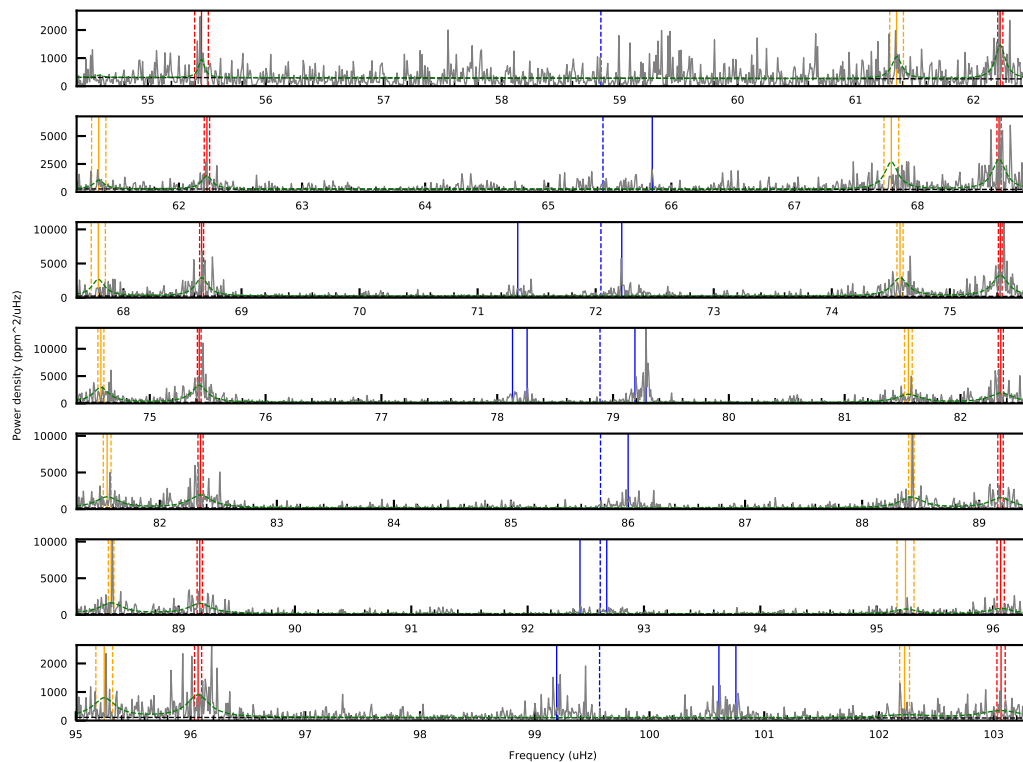 2000
1000
0
55 56 57 58 59 60 61 62
5000
2500
0
62 63 64 65 66 67 68
10000
5000
0
68 69 70 71 72 73 74 75
10000
5000
0
75 76 77 78 79 80 81 82
10000
5000
0
82 83 84 85 86 87 88 89
10000
5000
0
89 90 91 92 93 94 95 96
2000
1000
0
95 96 97 98 99 100 101 102 103
Power density (ppm^2/uHz)
Frequency (uHz)